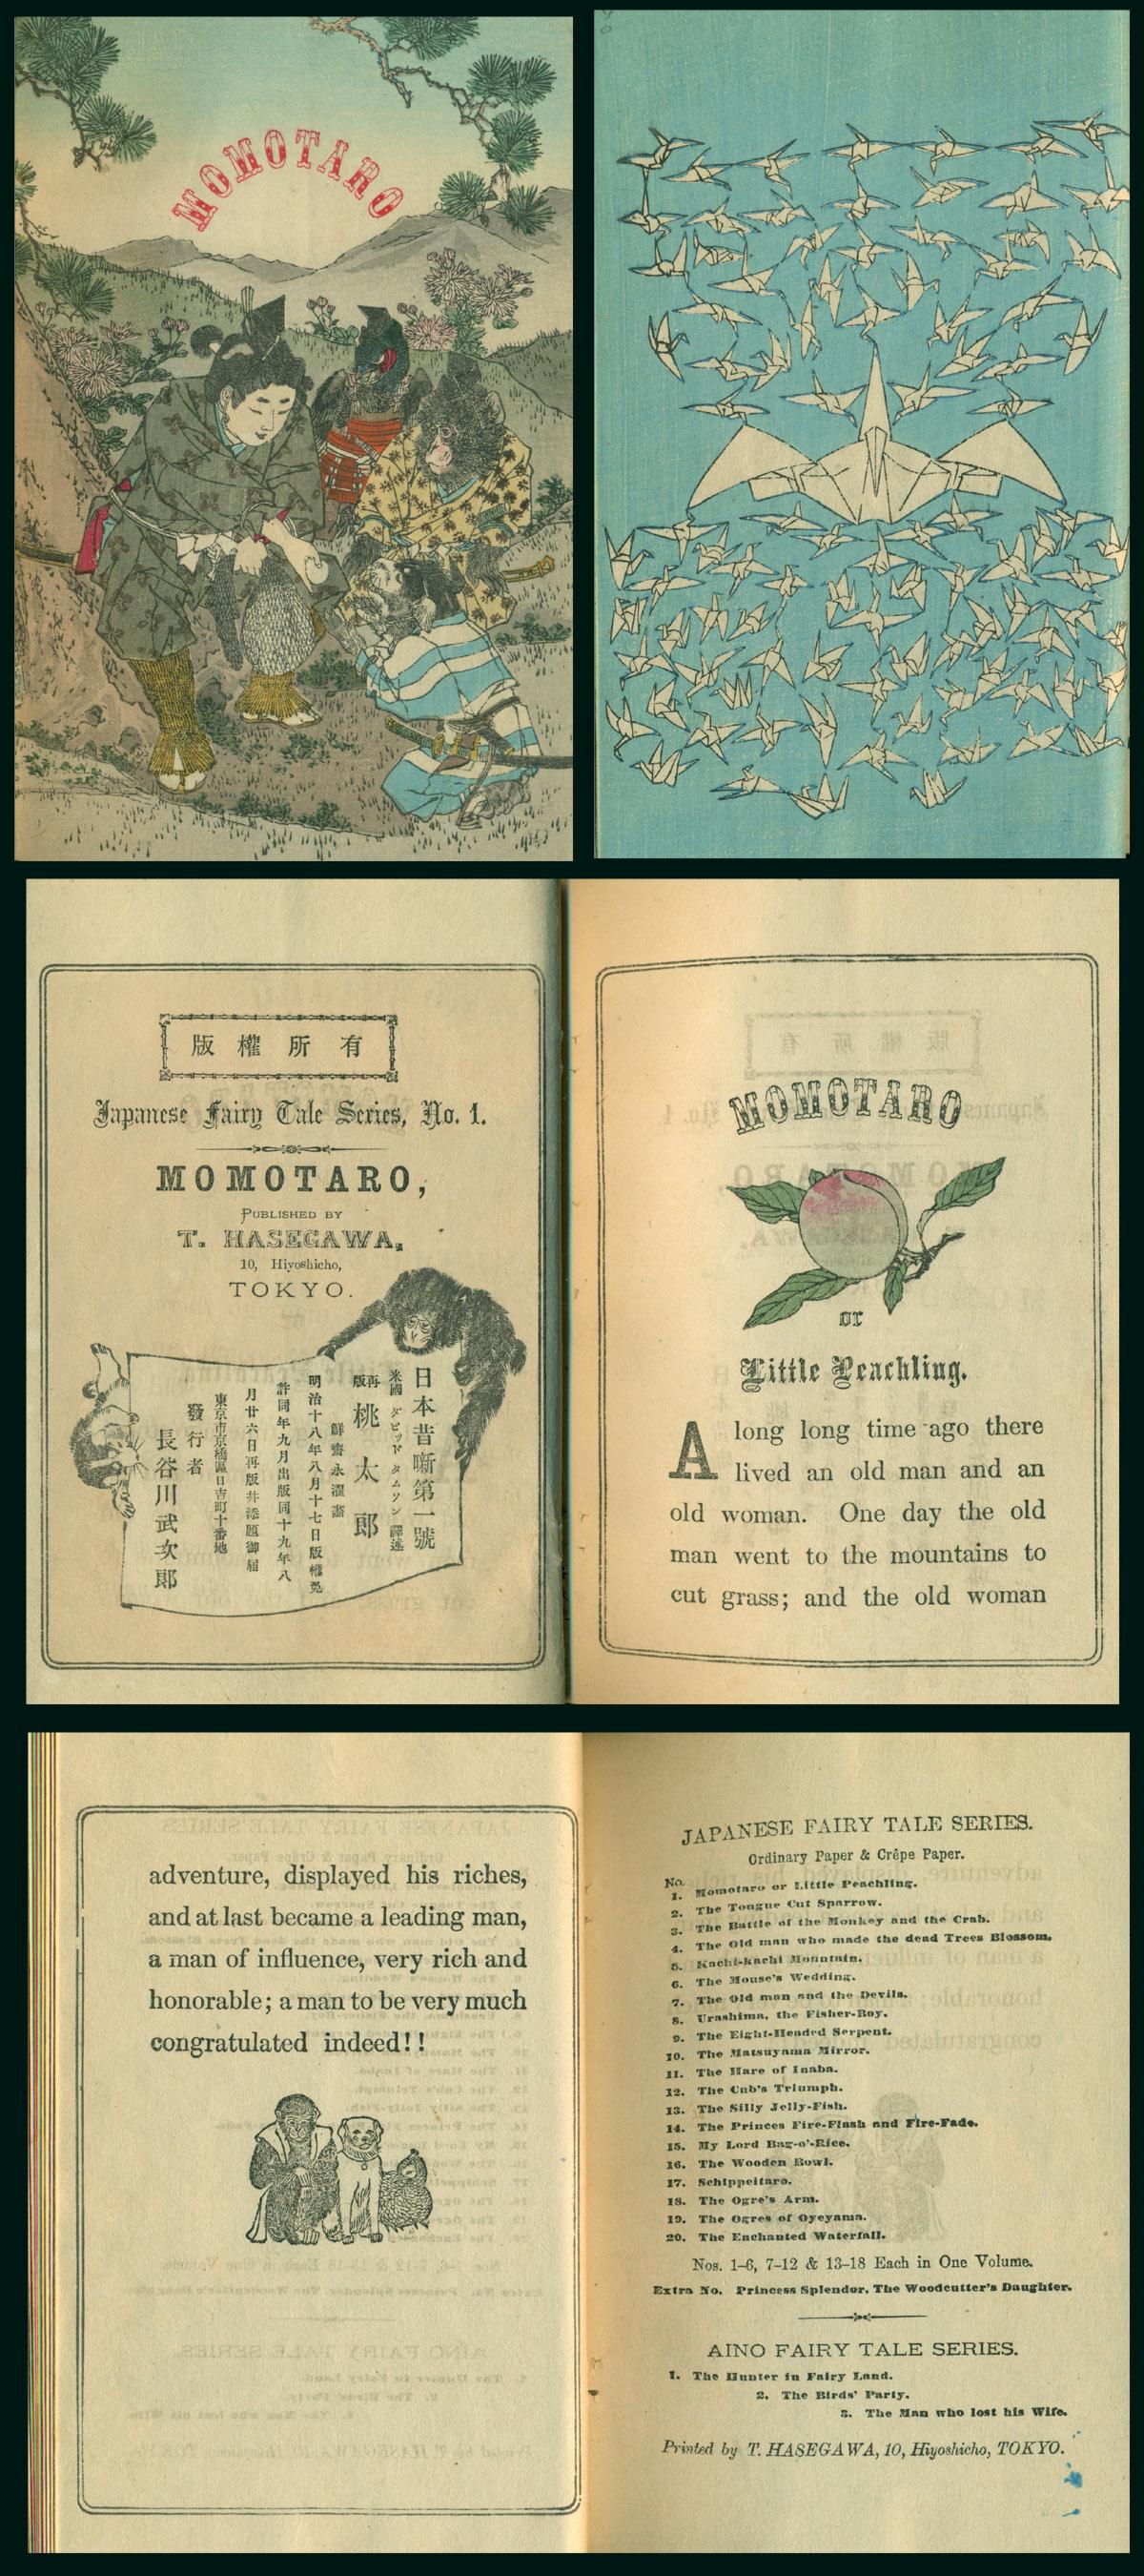 MOMOTARO
版權所有
Japanese Fairy Tale Series, No. 1.
MOMOTARO,
PUBLISHED BY
T. HASEGAWA,
10, Hiyoshicho,
TOKYO.
日本昔噺第一號
米國 ダビッド タムソン 譯述
再版 桃太郎
鮮齋永濯畵
明治十八年八月十七日版權免
許同年九月出版同十九年八
月廿六日再版并添題御届
東京市京橋區日吉町十番地
發行者
長谷川武次郎
MOMOTARO
or
Little Peachling.
A long long time ago there
lived an old man and an
old woman. One day the old
man went to the mountains to
cut grass; and the old woman
adventure, displayed his riches,
and at last became a leading man,
a man of influence, very rich and
honorable; a man to be very much
congratulated indeed!!
JAPANESE FAIRY TALE SERIES.
Ordinary Paper & Crêpe Paper.
No.
1. Momotaro or Little Peachling.
2. The Tongue Cut Sparrow.
3. The Battle of the Monkey and the Crab.
4. The Old man who made the dead Trees Blossom.
5. Kachi-kachi Mountain.
6. The Mouse's Wedding.
7. The Old man and the Devils.
8. Urashima, the Fisher-Boy.
9. The Eight-Headed Serpent.
10. The Matsuyama Mirror.
11. The Hare of Inaba.
12. The Cub's Triumph.
13. The Silly Jelly-Fish.
14. The Princes Fire-Flash and Fire-Fade.
15. My Lord Bag-o'-Rice.
16. The Wooden Bowl.
17. Schippeitaro.
18. The Ogre's Arm.
19. The Ogres of Oyeyama.
20. The Enchanted Waterfall.
Nos. 1-6, 7-12 & 13-18 Each in One Volume.
Extra No. Princess Splendor, The Woodcutter's Daughter.
AINO FAIRY TALE SERIES.
1. The Hunter in Fairy Land.
2. The Birds' Party.
3. The Man who lost his Wife.
Printed by T. HASEGAWA, 10, Hiyoshicho, TOKYO.